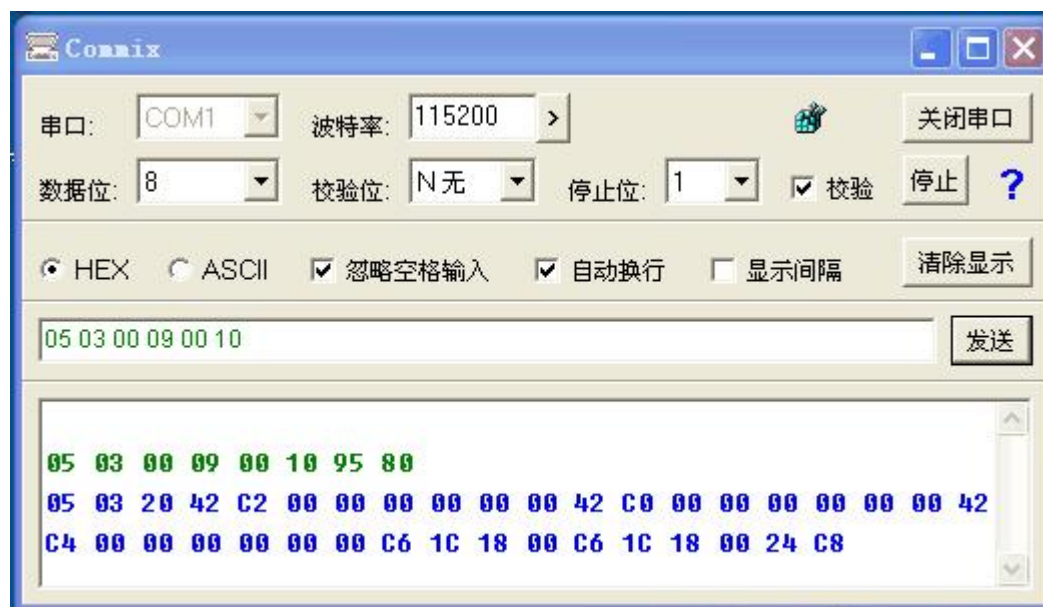 Commix
串口: COM1 波特率: 115200 > 关闭串口
数据位: 8 校验位: N 无 停止位: 1 校验 停止 ?
HEX ASCII 忽略空格输入 自动换行 显示间隔 清除显示
05 03 00 09 00 10 发送
05 03 00 09 00 10 95 80
05 03 20 42 C2 00 00 00 00 00 00 42 C0 00 00 00 00 00 00 42
C4 00 00 00 00 00 00 C6 1C 18 00 C6 1C 18 00 24 C8